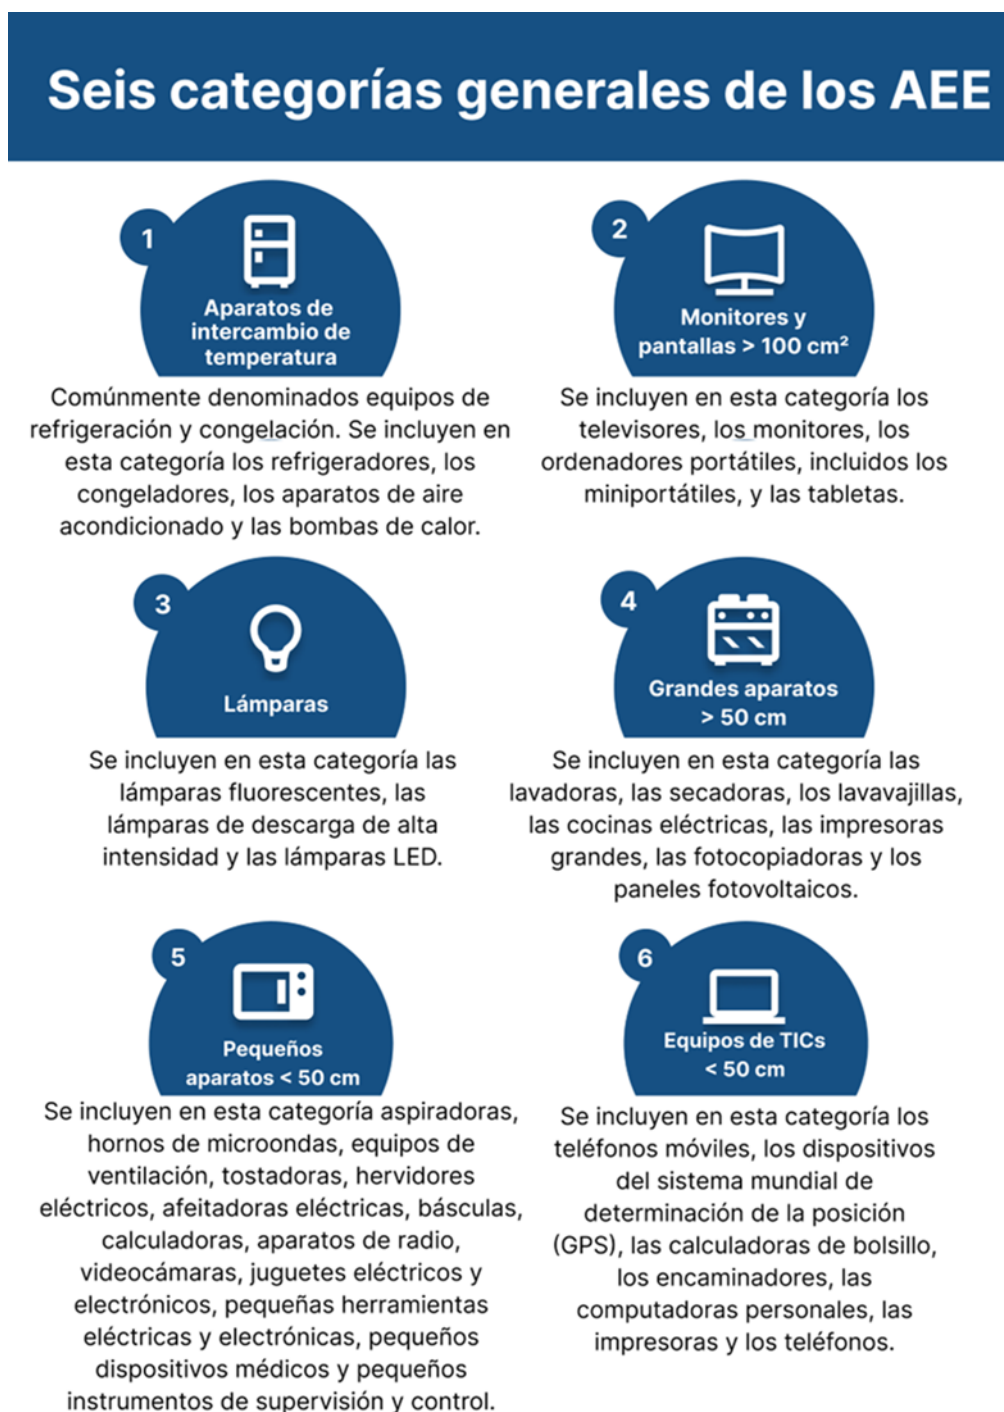 Seis categorías generales de los AEE
1
Aparatos de
intercambio de
temperatura
Comúnmente denominados equipos de
refrigeración y congelación. Se incluyen en
esta categoría los refrigeradores, los
congeladores, los aparatos de aire
acondicionado y las bombas de calor.
2
Monitores y
pantallas > 100 cm²
Se incluyen en esta categoría los
televisores, los monitores, los
ordenadores portátiles, incluidos los
miniportátiles, y las tabletas.
3
Lámparas
Se incluyen en esta categoría las
lámparas fluorescentes, las
lámparas de descarga de alta
intensidad y las lámparas LED.
4
Grandes aparatos
> 50 cm
Se incluyen en esta categoría las
lavadoras, las secadoras, los lavavajillas,
las cocinas eléctricas, las impresoras
grandes, las fotocopiadoras y los
paneles fotovoltaicos.
5
Pequeños
aparatos < 50 cm
Se incluyen en esta categoría aspiradoras,
hornos de microondas, equipos de
ventilación, tostadoras, hervidores
eléctricos, afeitadoras eléctricas, básculas,
calculadoras, aparatos de radio,
videocámaras, juguetes eléctricos y
electrónicos, pequeñas herramientas
eléctricas y electrónicas, pequeños
dispositivos médicos y pequeños
instrumentos de supervisión y control.
6
Equipos de TICs
< 50 cm
Se incluyen en esta categoría los
teléfonos móviles, los dispositivos
del sistema mundial de
determinación de la posición
(GPS), las calculadoras de bolsillo,
los encaminadores, las
computadoras personales, las
impresoras y los teléfonos.